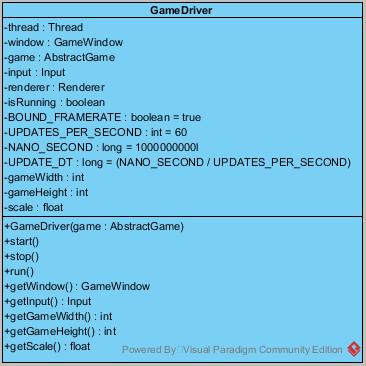 GameDriver
-thread : Thread
-window : GameWindow
-game : AbstractGame
-input : Input
-renderer : Renderer
-isRunning : boolean
-BOUND_FRAMERATE : boolean = true
-UPDATES_PER_SECOND : int = 60
-NANO_SECOND : long = 1000000000l
-UPDATE_DT : long = (NANO_SECOND / UPDATES_PER_SECOND)
-gameWidth : int
-gameHeight : int
-scale : float
+GameDriver(game : AbstractGame)
+start()
+stop()
+run()
+getWindow() : GameWindow
+getInput() : Input
+getGameWidth() : int
+getGameHeight() : int
+getScale() : float
Powered By Visual Paradigm Community Edition